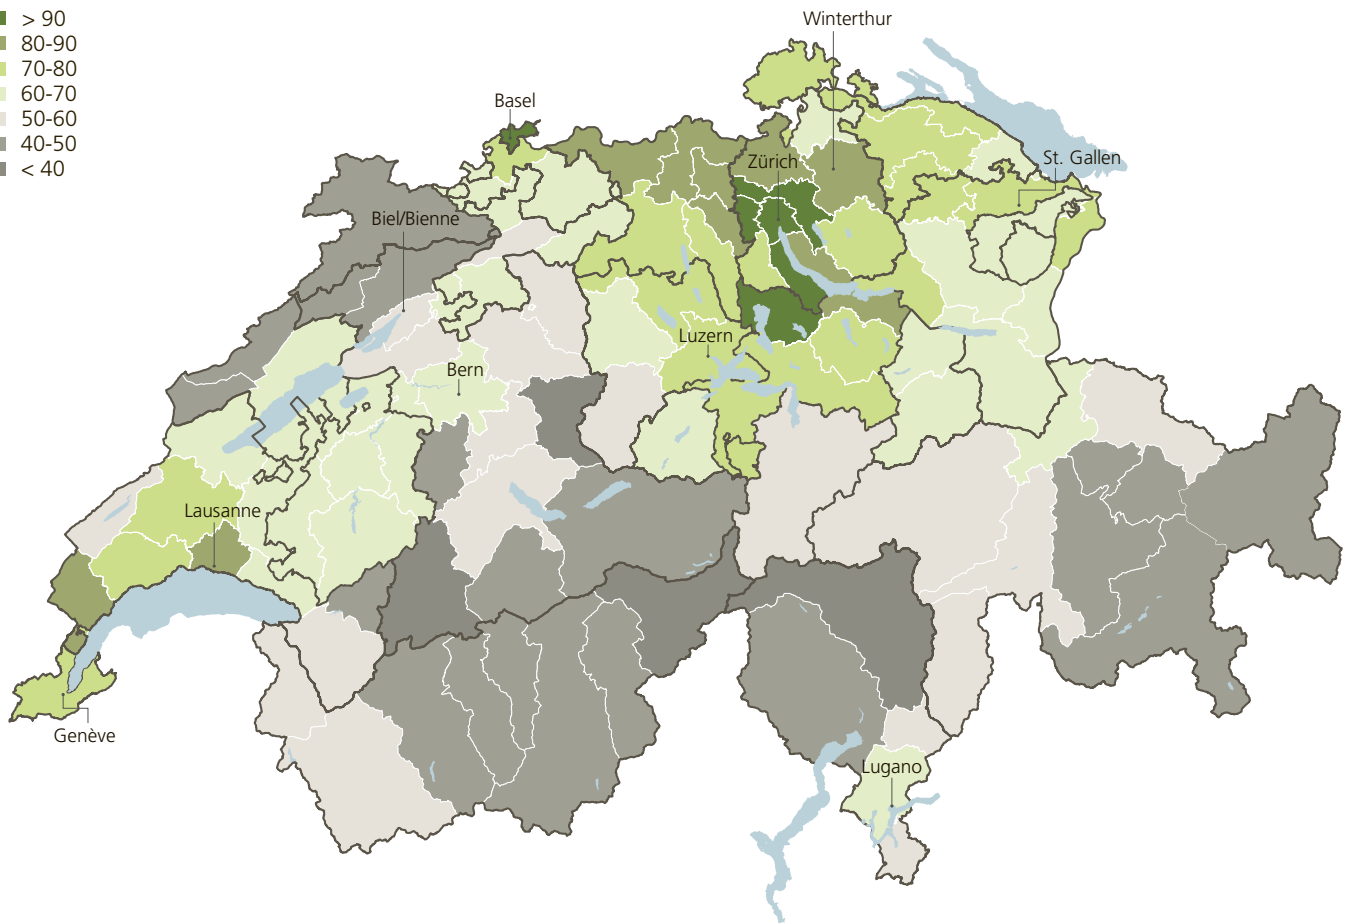 > 90
80-90
70-80
60-70
50-60
40-50
< 40
Winterthur
Basel
St. Gallen
Zürich
Biel/Bienne
Luzern
Bern
Lausanne
Genève
Lugano